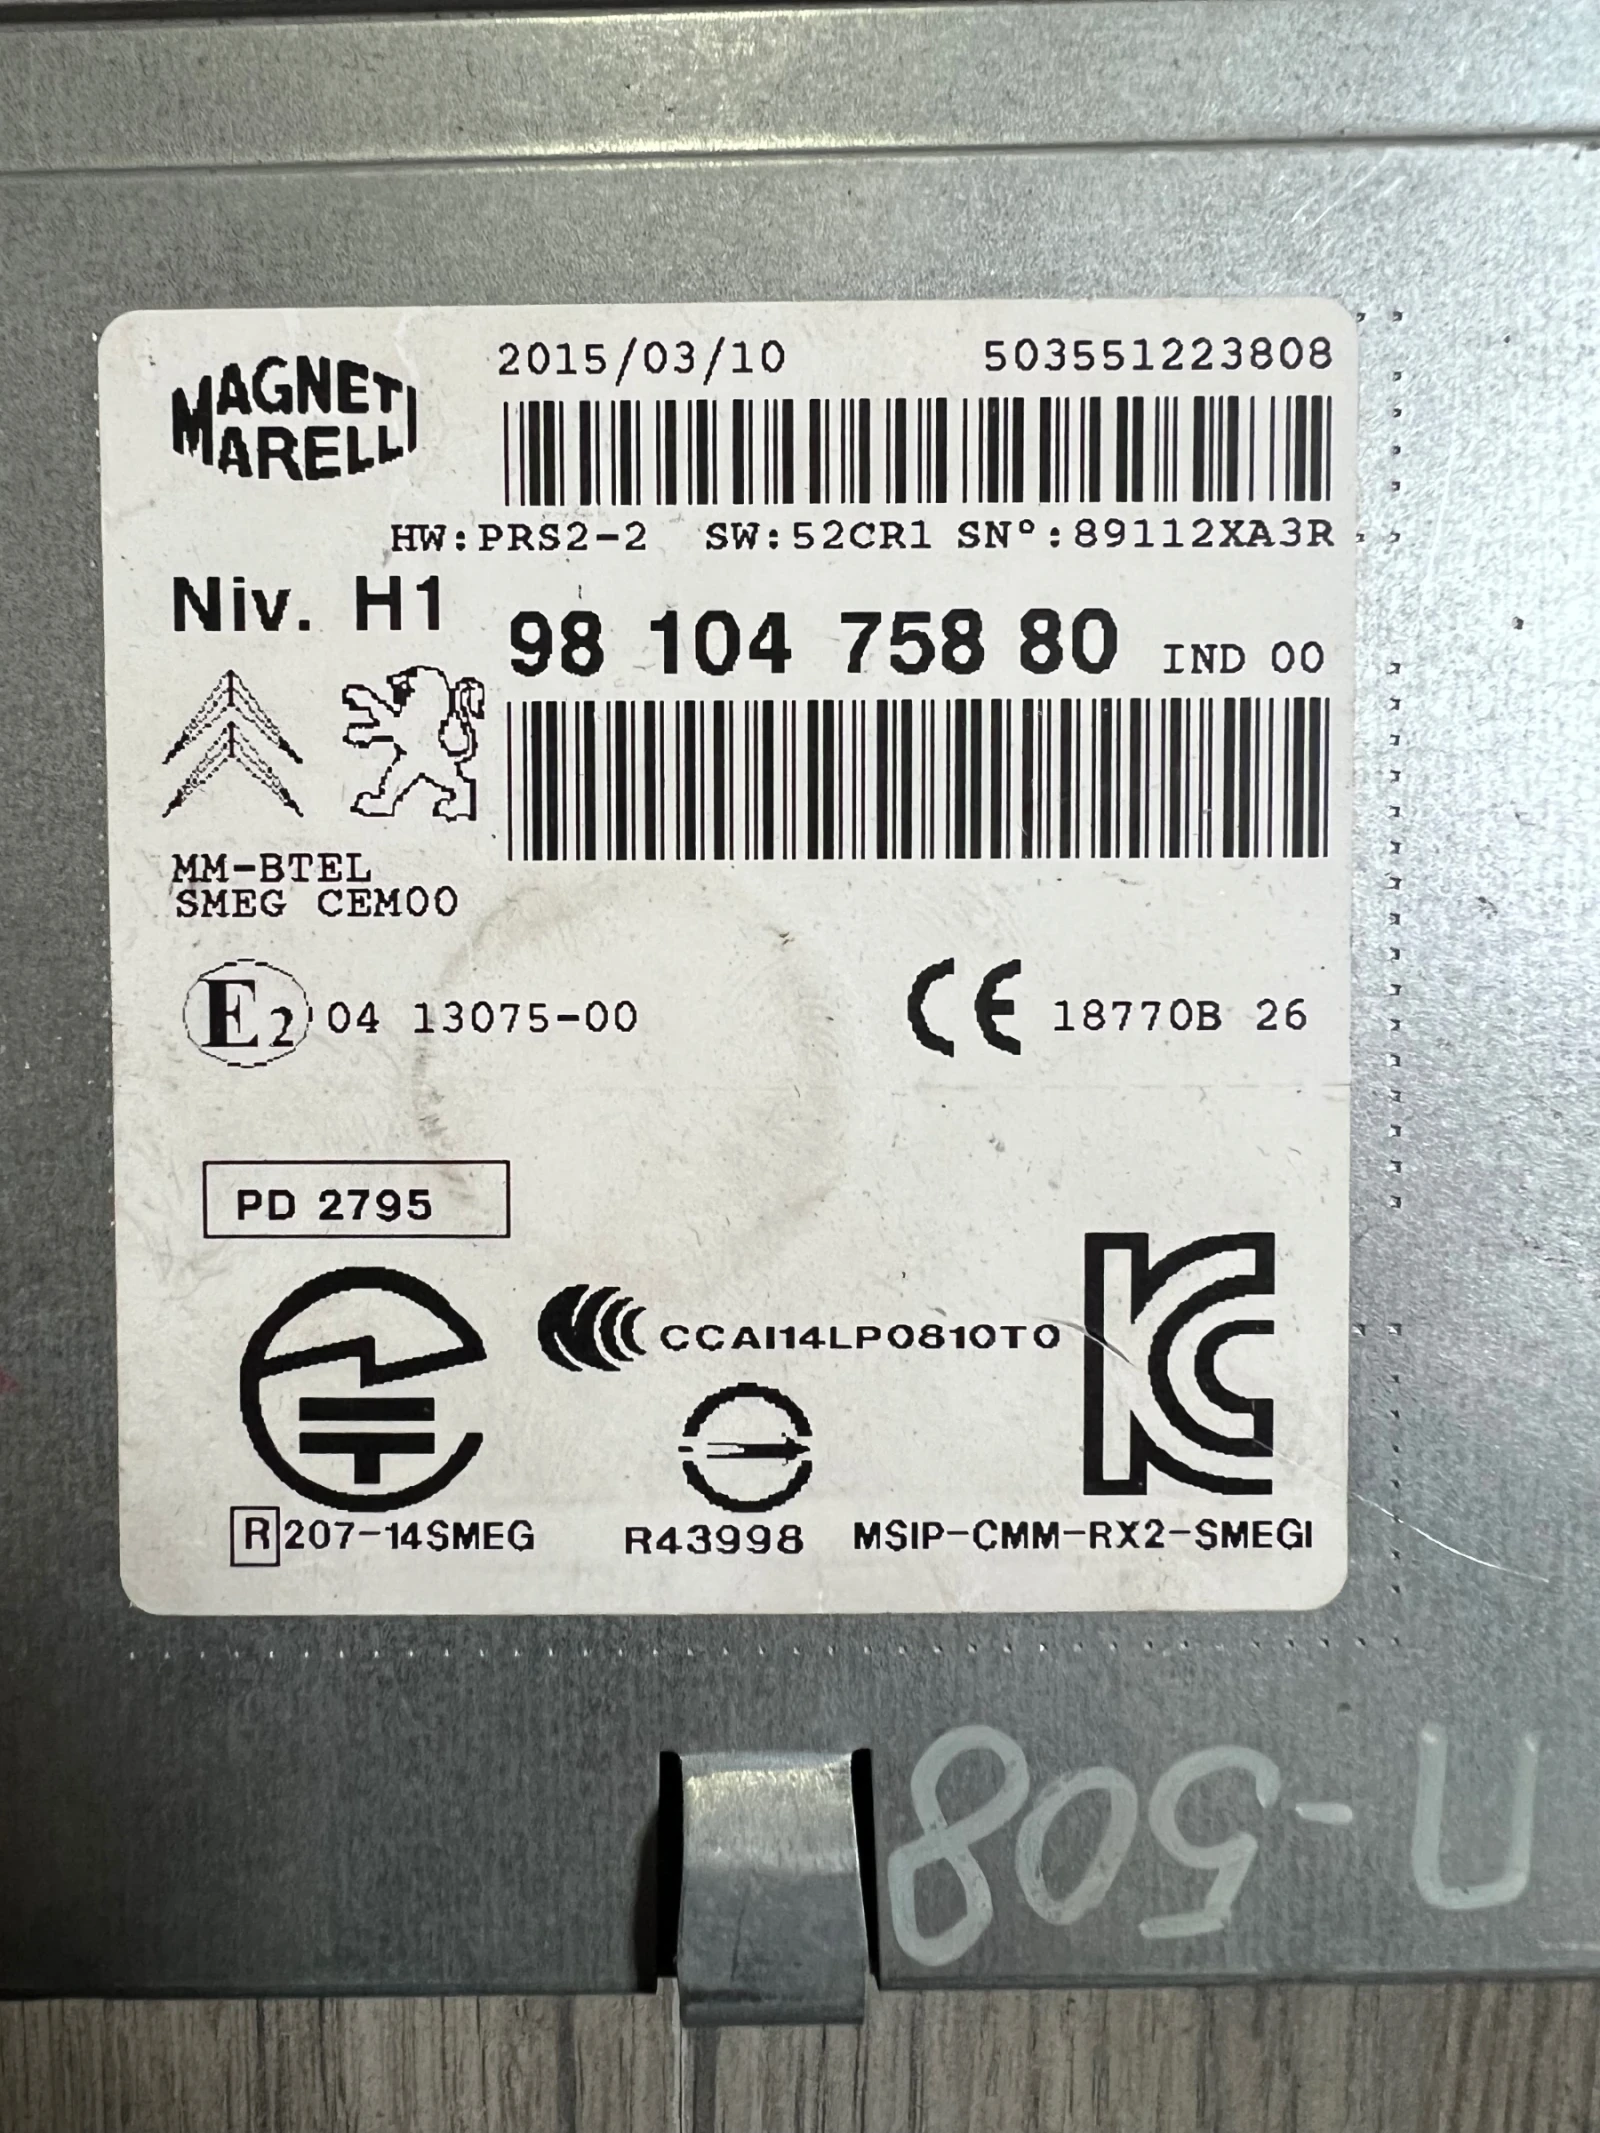 MAGNETI
MARELLI
2015/03/10 503551223808
HW:PRS2-2 SW:52CR1 SN°:89112XA3R
Niv. H1
98 104 758 80 IND 00
MM-BTEL
SMEG CEM00
E2 04 13075-00
CE 18770B 26
PD 2795
CCAI14LP0810T0
R 207-14SMEG
R43998
MSIP-CMM-RX2-SMEGI
П-508